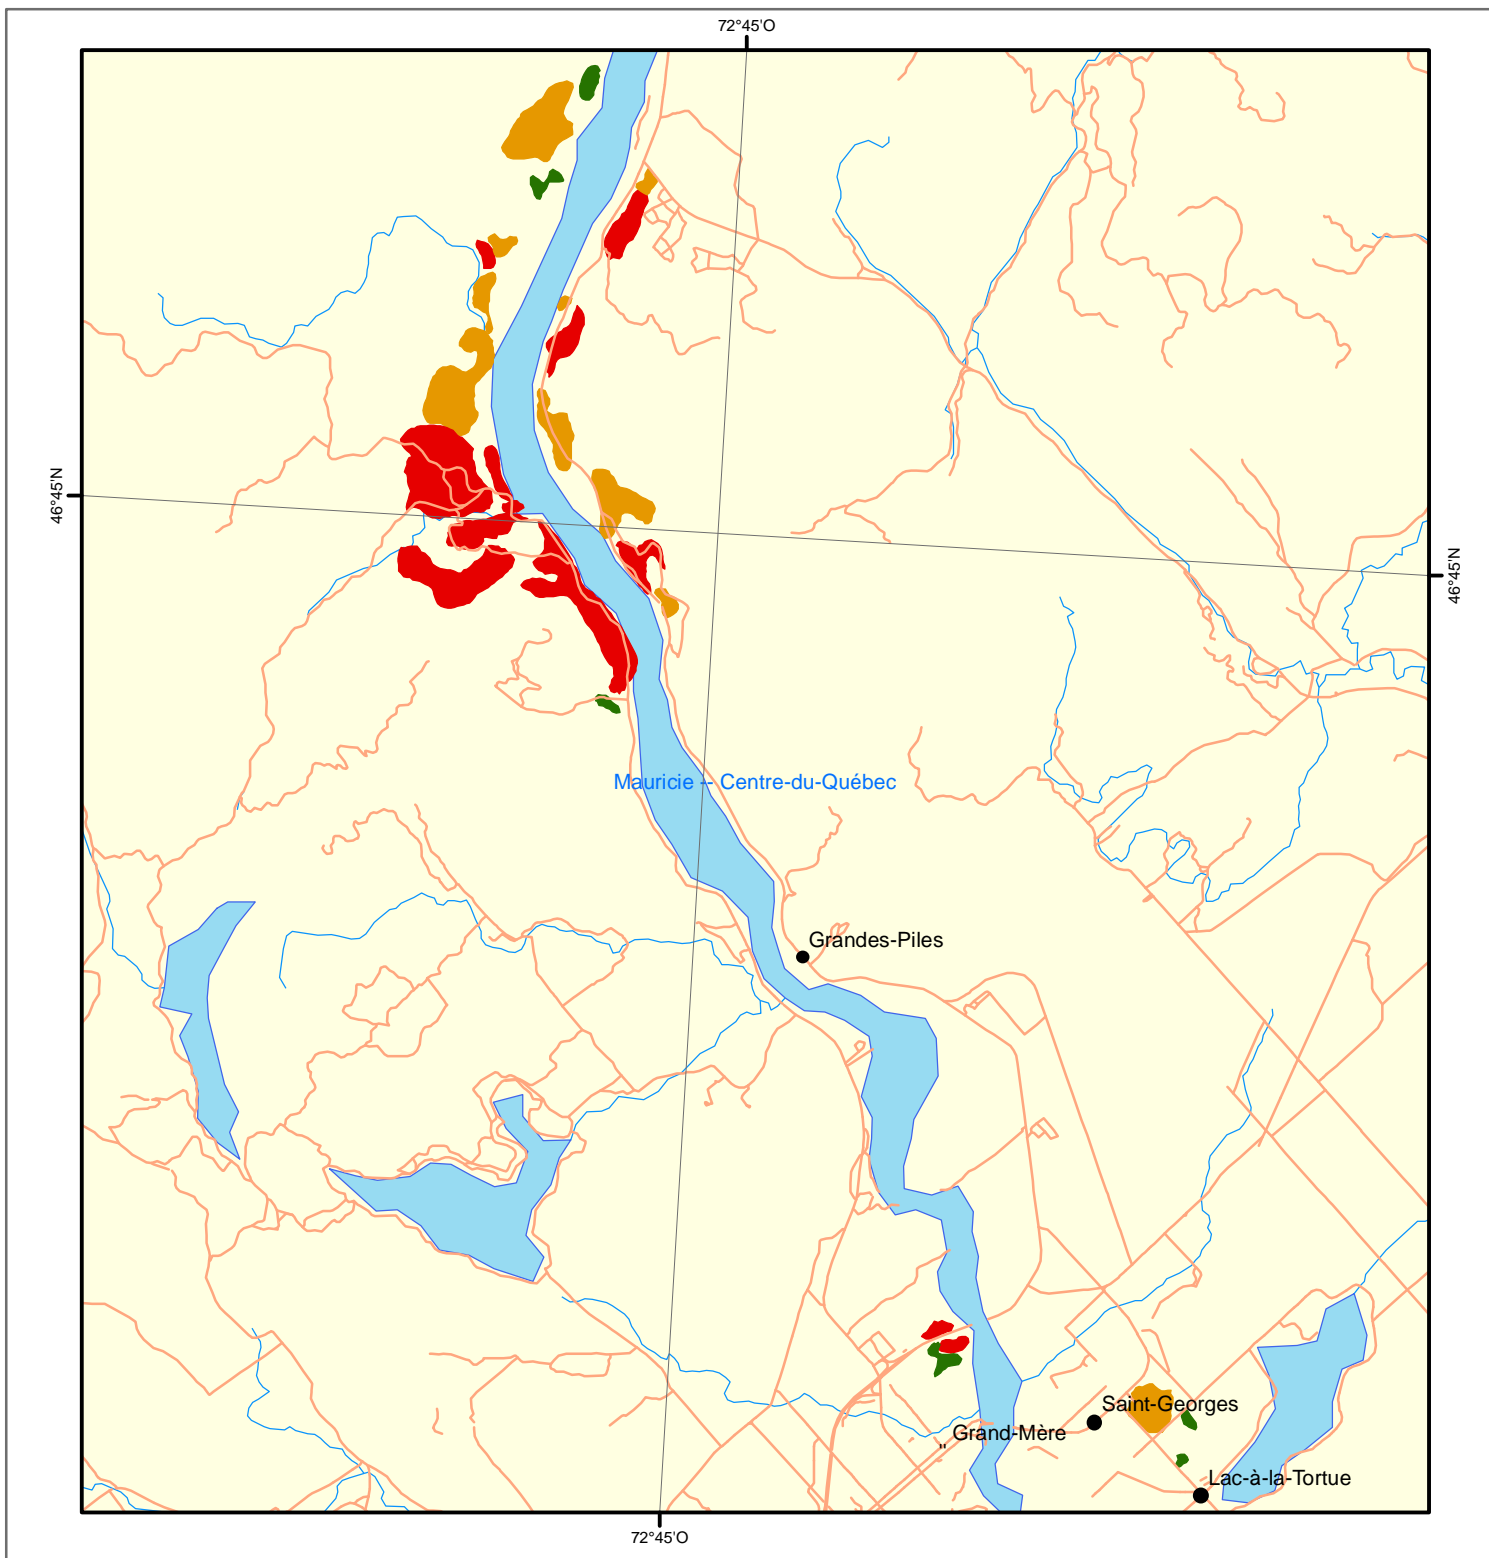 72°45'O
46°45'N
46°45'N
Mauricie -- Centre-du-Québec
Grandes-Piles
Saint-Georges
" Grand-Mère
Lac-à-la-Tortue
72°45'O